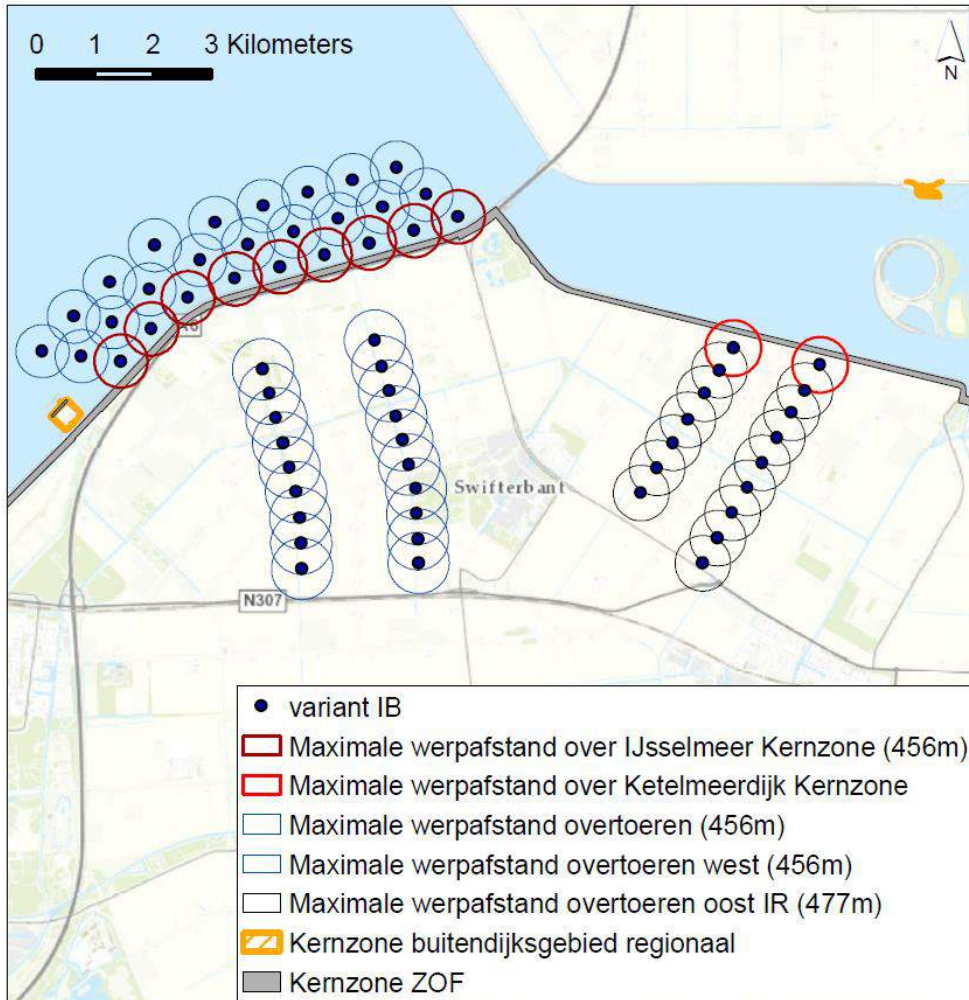 0 1 2 3 Kilometers
N
Swifterbant
N307
variant IB
Maximale werpafstand over IJsselmeer Kernzone (456m)
Maximale werpafstand over Ketelmeerdijk Kernzone
Maximale werpafstand overtoeren (456m)
Maximale werpafstand overtoeren west (456m)
Maximale werpafstand overtoeren oost IR (477m)
Kernzone buitendijksgebied regionaal
Kernzone ZOF